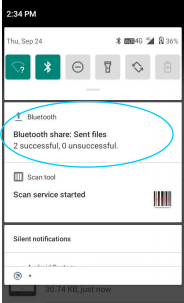 2:34 PM
Thu, Sep 24
4G 36%
Bluetooth
Bluetooth share: Sent files
2 successful, 0 unsuccessful.
Scan tool
Scan service started
Silent notifications
30.74 KB, just now